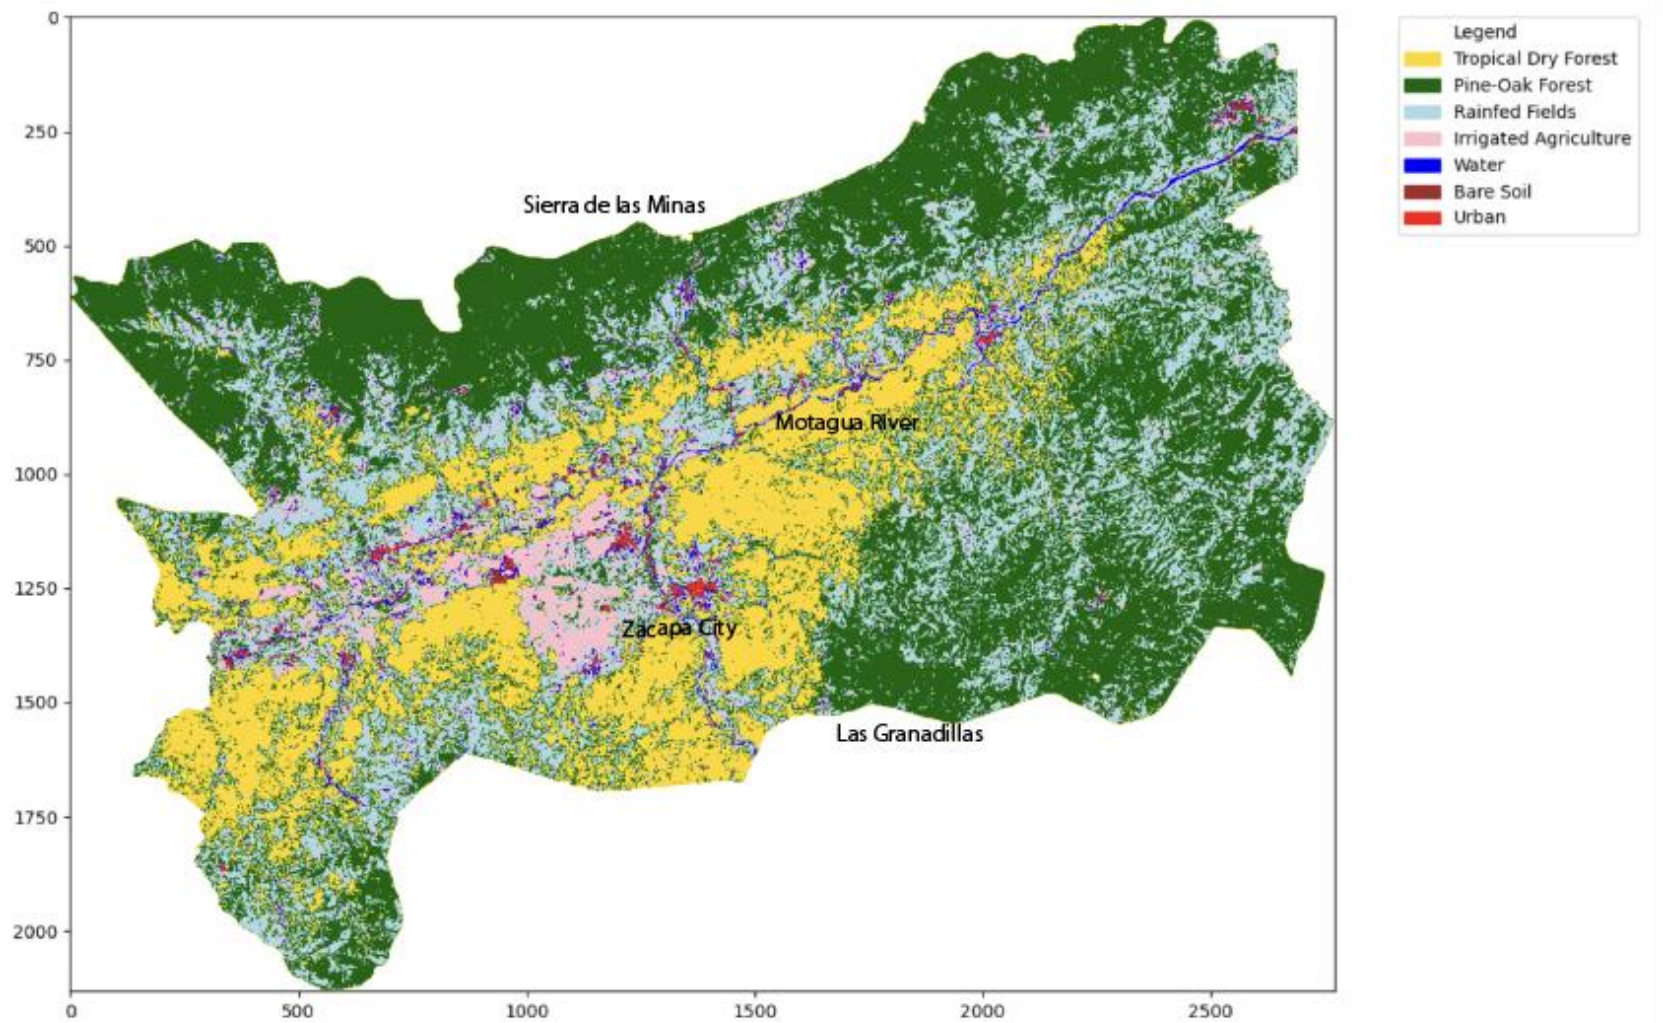 0
250
500
750
1000
1250
1500
1750
2000
0
500
1000
1500
2000
2500
Sierra de las Minas
Motagua River
Zacapa City
Las Granadillas
Legend
Tropical Dry Forest
Pine-Oak Forest
Rainfed Fields
Irrigated Agriculture
Water
Bare Soil
Urban